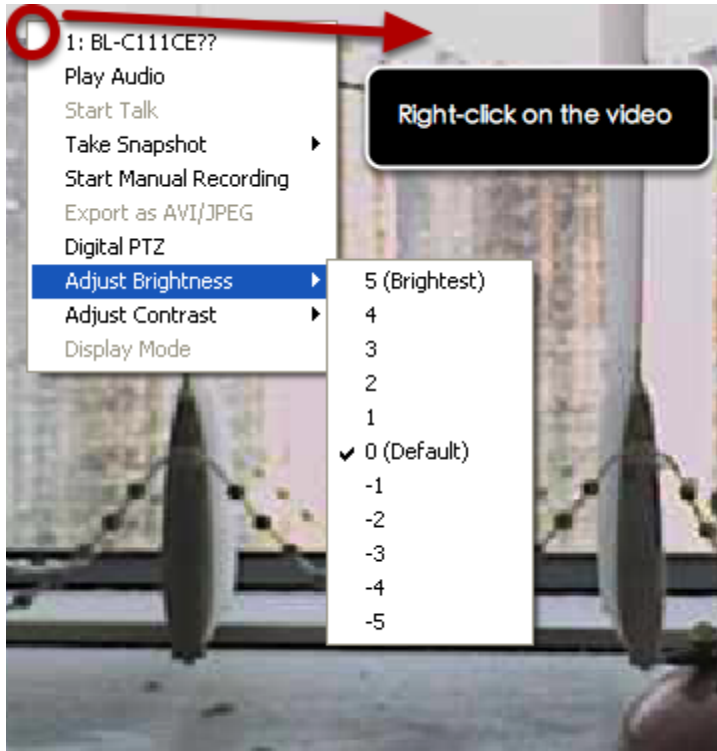 1: BL-C111CE??
Play Audio
Start Talk
Take Snapshot
Start Manual Recording
Export as AVI/JPEG
Digital PTZ
Adjust Brightness
Adjust Contrast
Display Mode
Right-click on the video
5 (Brightest)
4
3
2
1
0 (Default)
-1
-2
-3
-4
-5